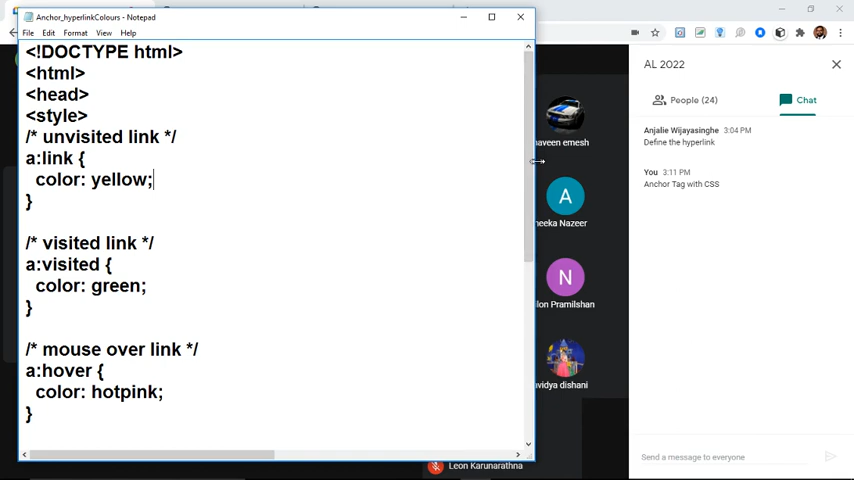 Anchor_hyperlinkColours - Notepad
File Edit Format View Help
<!DOCTYPE html>
<html>
<head>
<style>
/* unvisited link */
a:link {
color: yellow;
}
/* visited link */
a:visited {
color: green;
}
/* mouse over link */
a:hover {
color: hotpink;
}
naveen emesh
A
neeka Nazeer
N
lon Pramilshan
vidya dishani
Leon Karunarathna
AL 2022
People (24)
Chat
Anjalie Wijayasinghe 3:04 PM
Define the hyperlink
You 3:11 PM
Anchor Tag with CSS
Send a message to everyone